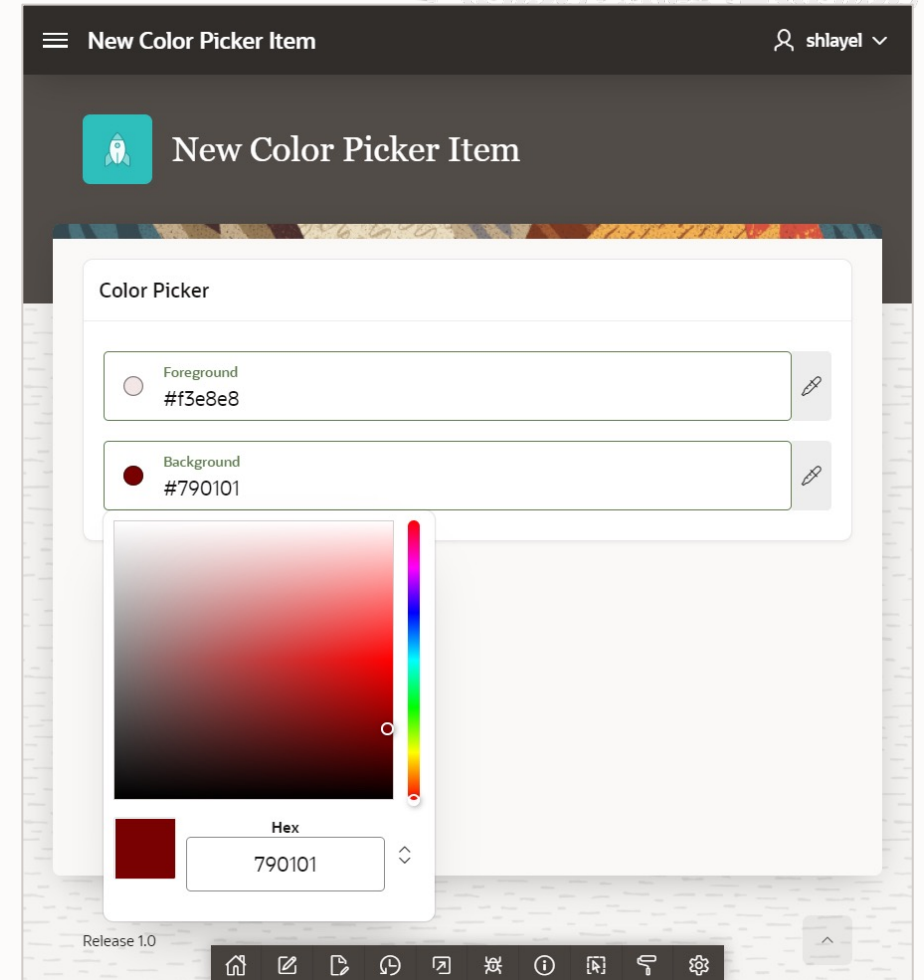 New Color Picker Item
shlayel
New Color Picker Item
Color Picker
Foreground
#f3e8e8
Background
#790101
Hex
790101
Release 1.0